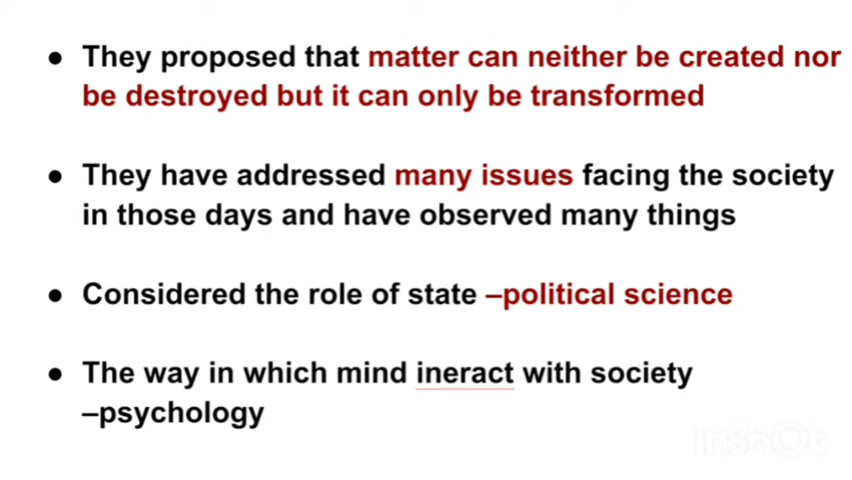 ● They proposed that matter can neither be created nor
be destroyed but it can only be transformed
● They have addressed many issues facing the society
in those days and have observed many things
● Considered the role of state –political science
● The way in which mind ineract with society
–psychology
InShOt